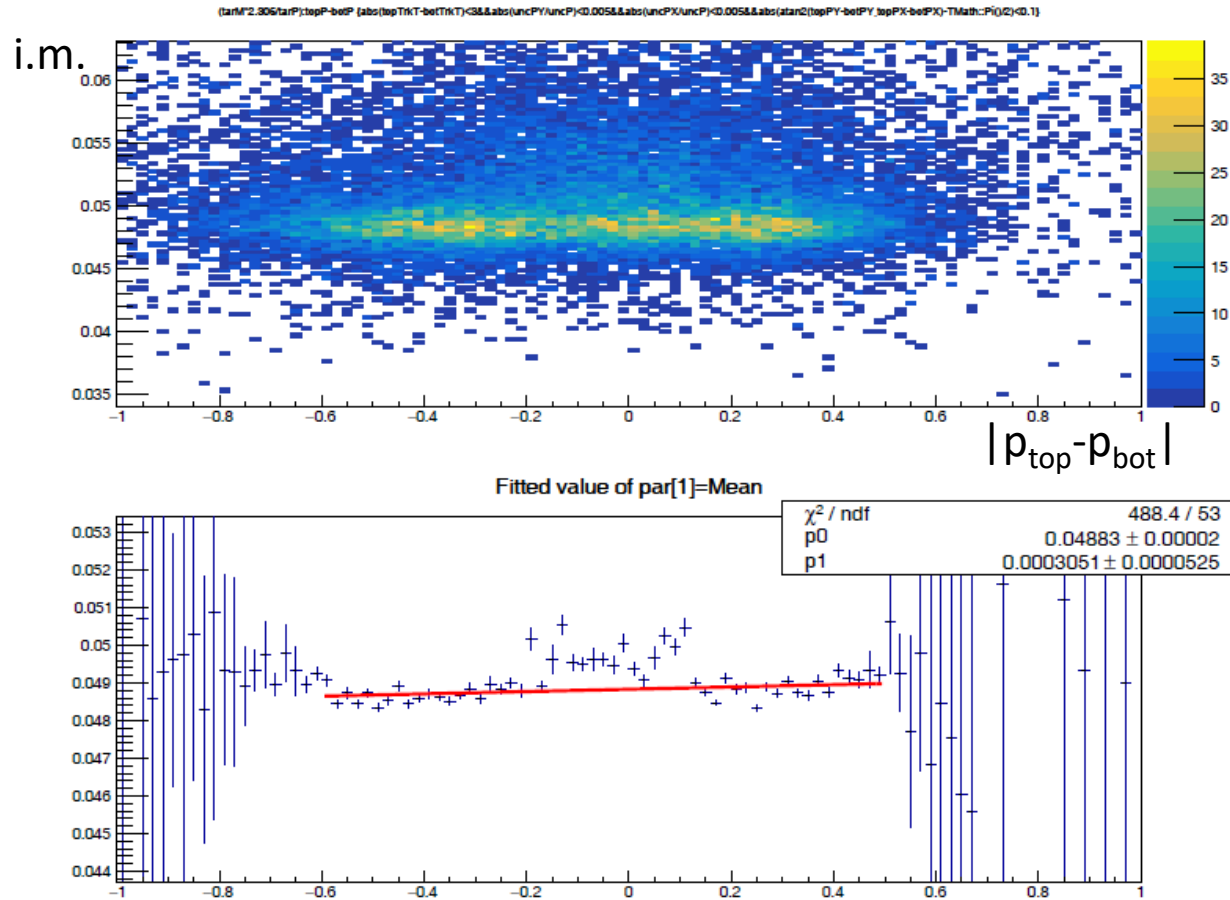 (tarM*2.306/tarP):topP-botP {abs(topTrkT-botTrkT)<3&&abs(uncPY/uncP)<0.005&&abs(uncPX/uncP)<0.005&&abs(atan2(topPY-botPY,topPX-botPX)-TMath::Pi()/2)<0.1}
i.m.
0.06
0.055
0.05
0.045
0.04
0.035
−1 −0.8 −0.6 −0.4 −0.2 0 0.2 0.4 0.6 0.8 1
35
30
25
20
15
10
5
0
|ptop-pbot|
Fitted value of par[1]=Mean
χ² / ndf 488.4 / 53
p0 0.04883 ± 0.00002
p1 0.0003051 ± 0.0000525
0.053
0.052
0.051
0.05
0.049
0.048
0.047
0.046
0.045
0.044
−1 −0.8 −0.6 −0.4 −0.2 0 0.2 0.4 0.6 0.8 1